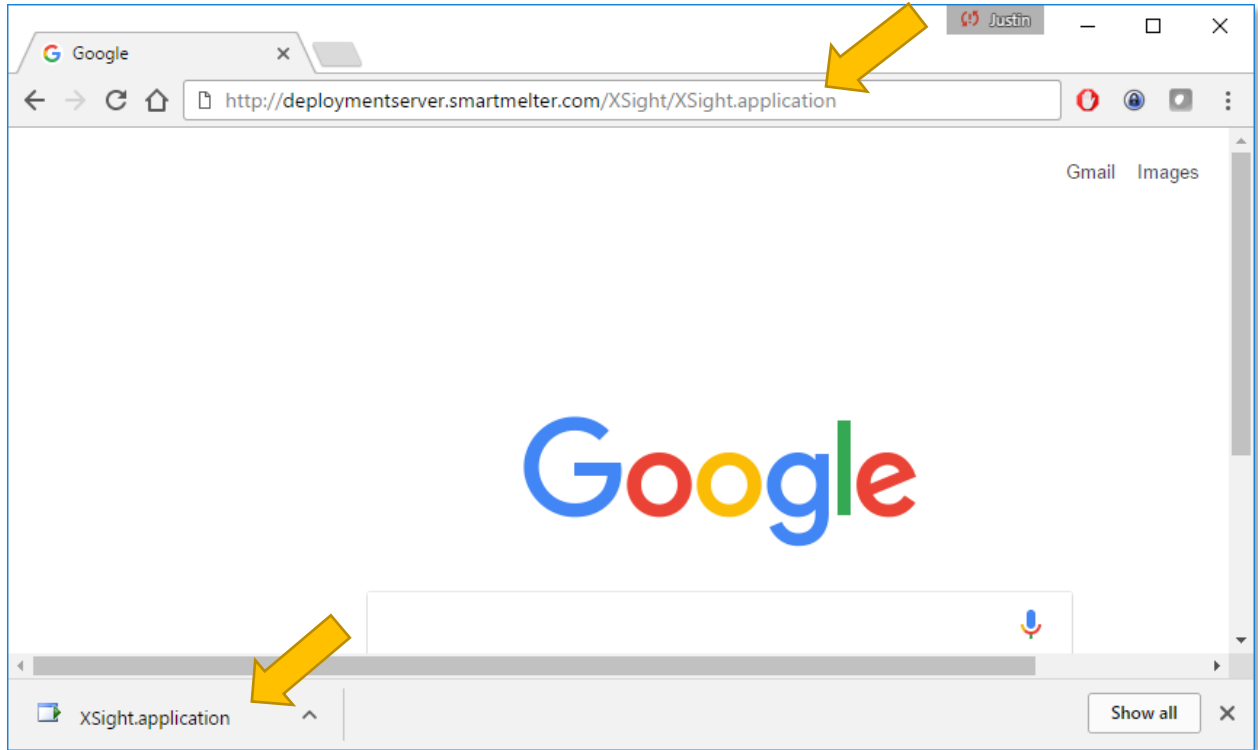 Justin
Google
http://deploymentserver.smartmelter.com/XSight/XSight.application
Gmail Images
Google
XSight.application
Show all